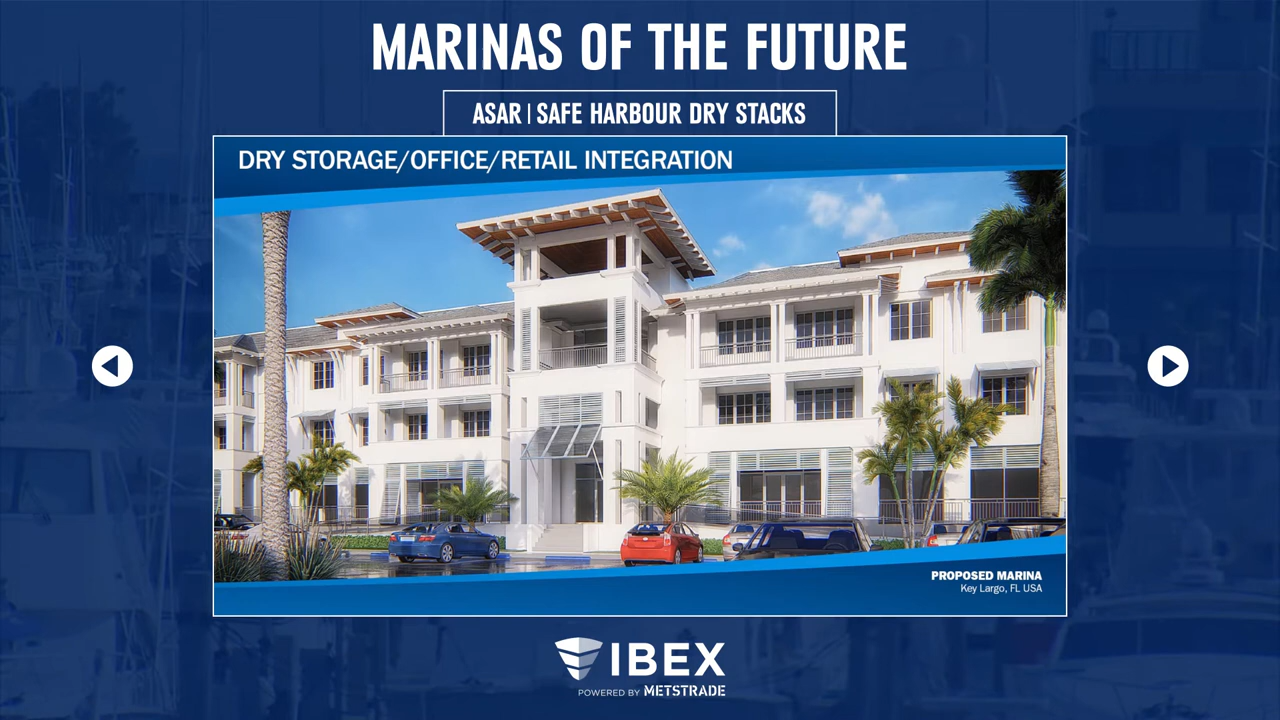 MARINAS OF THE FUTURE
ASAR | SAFE HARBOUR DRY STACKS
DRY STORAGE/OFFICE/RETAIL INTEGRATION
PROPOSED MARINA
Key Largo, FL USA
IBEX
POWERED BY METSTRADE